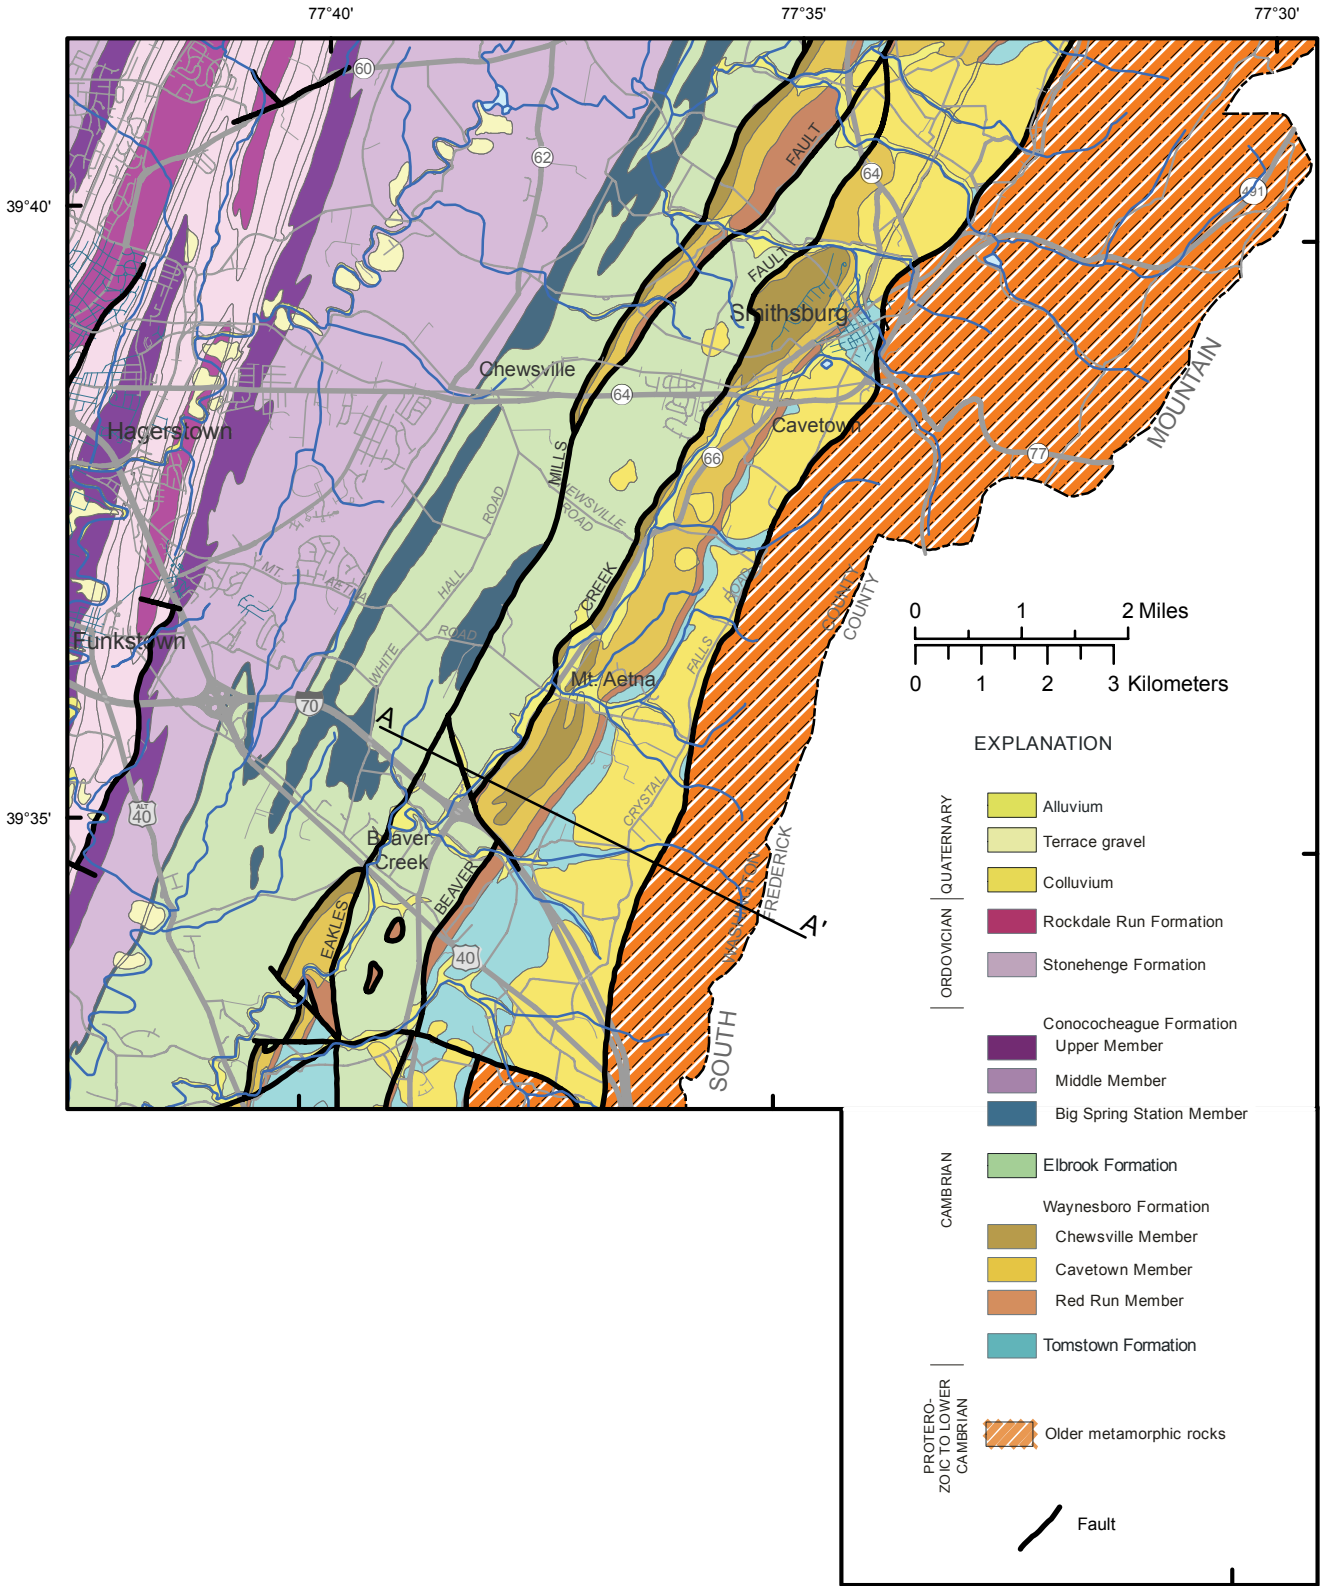 77°40'
77°35'
77°30'
39°40'
39°35'
60
62
64
491
FAULT
FAULT
Smithsburg
Chewsville
64
Cavetown
Hagerstown
66
77
MOUNTAIN
MILLS
ROAD
ROAD
MT.
AETNA
HALL
ROAD
WHITE
CREEK
ROAD
FALLS
COUNTY
COUNTY
Funkstown
Mt. Aetna
70
A
CRYSTAL
ALT
40
Beaver
Creek
BEAVER
EAKLES
40
WASHINGTON
FREDERICK
A'
SOUTH
0 1 2 Miles
0 1 2 3 Kilometers
EXPLANATION
QUATERNARY
Alluvium
Terrace gravel
Colluvium
ORDOVICIAN
Rockdale Run Formation
Stonehenge Formation
CAMBRIAN
Conococheague Formation
Upper Member
Middle Member
Big Spring Station Member
Elbrook Formation
Waynesboro Formation
Chewsville Member
Cavetown Member
Red Run Member
Tomstown Formation
PROTERO-
ZOIC TO LOWER
CAMBRIAN
Older metamorphic rocks
Fault